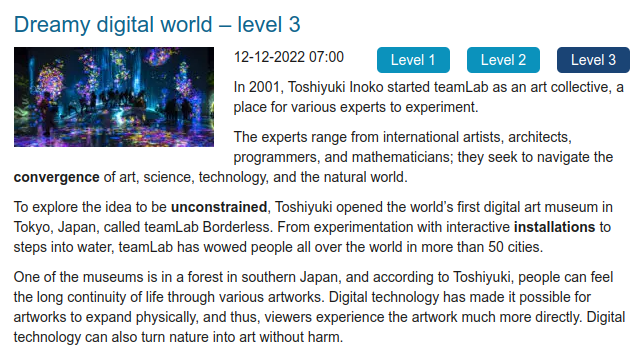 Dreamy digital world – level 3
12-12-2022 07:00
Level 1
Level 2
Level 3
In 2001, Toshiyuki Inoko started teamLab as an art collective, a
place for various experts to experiment.
The experts range from international artists, architects,
programmers, and mathematicians; they seek to navigate the
convergence of art, science, technology, and the natural world.
To explore the idea to be unconstrained, Toshiyuki opened the world's first digital art museum in
Tokyo, Japan, called teamLab Borderless. From experimentation with interactive installations to
steps into water, teamLab has wowed people all over the world in more than 50 cities.
One of the museums is in a forest in southern Japan, and according to Toshiyuki, people can feel
the long continuity of life through various artworks. Digital technology has made it possible for
artworks to expand physically, and thus, viewers experience the artwork much more directly. Digital
technology can also turn nature into art without harm.